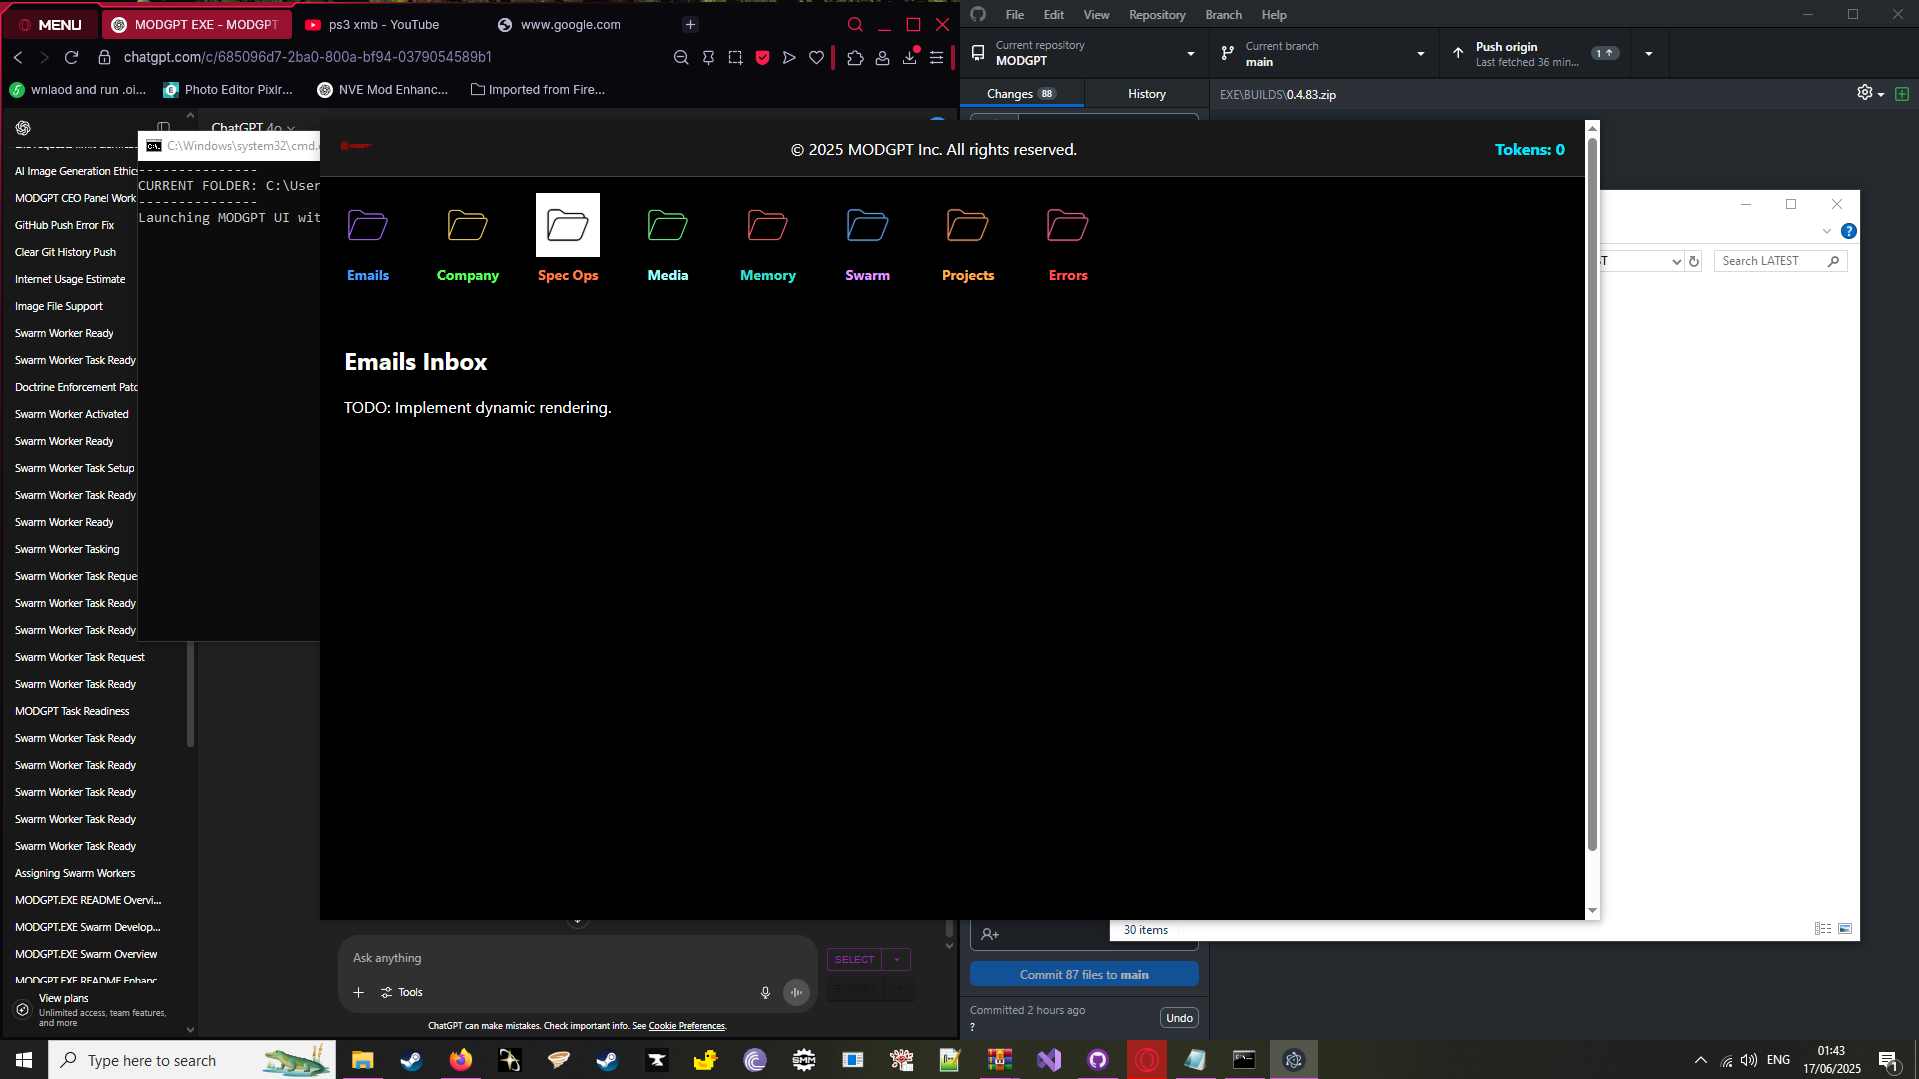 MENU
MODGPT EXE - MODGPT
ps3 xmb - YouTube
www.google.com
chatgpt.com/c/685096d7-2ba0-800a-bf94-0379054589b1
wnlaod and run .oi...
Photo Editor Pixlr...
NVE Mod Enhanc...
Imported from Fire...
ChatGPT 4o
AI Image Generation Ethics
MODGPT CEO Panel Work
GitHub Push Error Fix
Clear Git History Push
Internet Usage Estimate
Image File Support
Swarm Worker Ready
Swarm Worker Task Ready
Doctrine Enforcement Patc
Swarm Worker Activated
Swarm Worker Ready
Swarm Worker Task Setup
Swarm Worker Task Ready
Swarm Worker Ready
Swarm Worker Tasking
Swarm Worker Task Reque
Swarm Worker Task Ready
Swarm Worker Task Ready
Swarm Worker Task Request
Swarm Worker Task Ready
MODGPT Task Readiness
Swarm Worker Task Ready
Swarm Worker Task Ready
Swarm Worker Task Ready
Swarm Worker Task Ready
Swarm Worker Task Ready
Assigning Swarm Workers
MODGPT.EXE README Overvi...
MODGPT.EXE Swarm Develop...
MODGPT.EXE Swarm Overview
MODGPT.EXE README Enhanc
View plans
Unlimited access, team features,
and more
C:\Windows\system32\cmd.
---------------
CURRENT FOLDER: C:\User
---------------
Launching MODGPT UI wit
MODGPT
© 2025 MODGPT Inc. All rights reserved.
Tokens: 0
Emails
Company
Spec Ops
Media
Memory
Swarm
Projects
Errors
Emails Inbox
TODO: Implement dynamic rendering.
Ask anything
Tools
SELECT
EXPORT
ChatGPT can make mistakes. Check important info. See Cookie Preferences.
File Edit View Repository Branch Help
Current repository
MODGPT
Current branch
main
Push origin
Last fetched 36 min...
1
Changes 88
History
EXE\BUILDS\0.4.83.zip
ST
Search LATEST
30 items
Commit 87 files to main
Committed 2 hours ago
?
Undo
Type here to search
SMM
ENG
01:43
17/06/2025
1